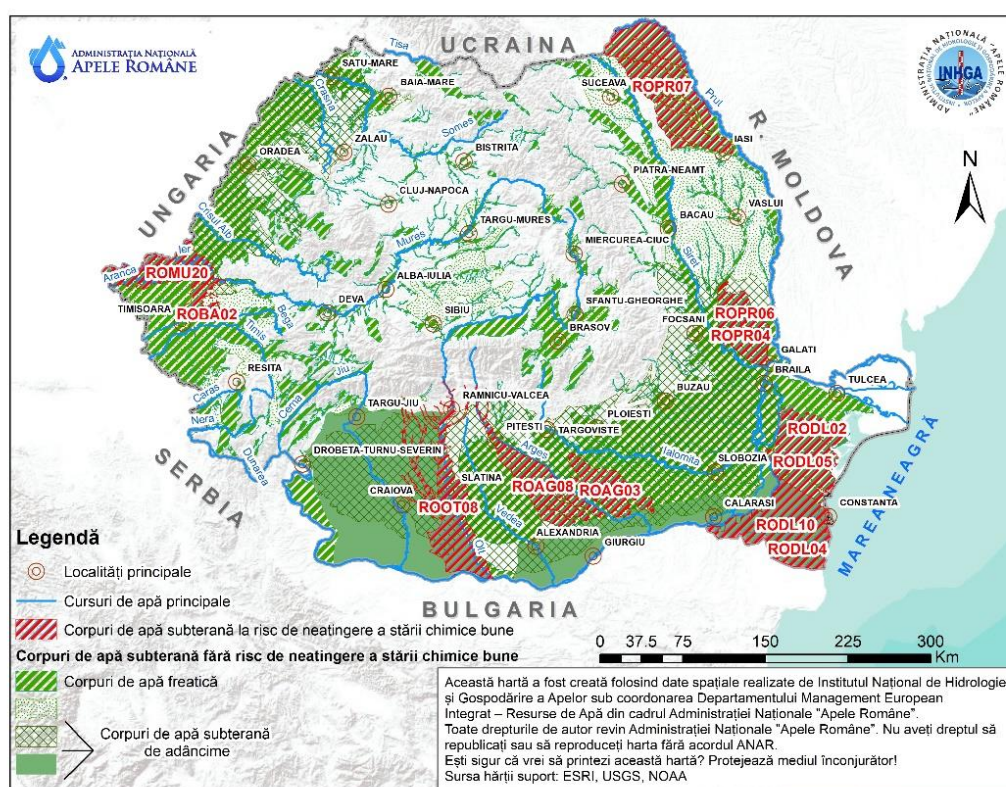 ADMINISTRAȚIA NAȚIONALĂ
APELE ROMÂNE
ADMINISTRAȚIA NAȚIONALĂ "APELE ROMÂNE"
INHGA
UCRAINA
UNGARIA
R. MOLDOVA
SERBIA
BULGARIA
MAREA NEAGRĂ
N
Tisa
SATU-MARE
BAIA-MARE
SUCEAVA
ROPR07
Prut
Crasna
ZALAU
Somes
BISTRITA
IASI
ORADEA
PIATRA-NEAMT
CLUJ-NAPOCA
TARGU-MURES
BACAU
VASLUI
Crisul Alb
Mures
MIERCUREA-CIUC
Siret
Ier
Aranca
ROMU20
ALBA-IULIA
TIMISOARA
ROBA02
DEVA
SIBIU
SFANTU-GHEORGHE
ROPR06
Bega
Timis
BRASOV
FOCSANI
ROPR04
GALATI
RESITA
BRAILA
TULCEA
Caras
Jiu
BUZAU
Nera
Cerna
TARGU-JIU
RAMNICU-VALCEA
PLOIESTI
RODL02
Dunarea
PITESTI
TARGOVISTE
DROBETA-TURNU-SEVERIN
Arges
Ialomita
SLOBOZIA
RODL05
SLATINA
ROAG08
ROAG03
CRAIOVA
ROOT08
Vedea
CALARASI
CONSTANTA
RODL10
ALEXANDRIA
GIURGIU
RODL04
Olt
Legendă
Localități principale
Cursuri de apă principale
Corpuri de apă subterană la risc de neatingere a stării chimice bune
Corpuri de apă subterană fără risc de neatingere a stării chimice bune
Corpuri de apă freatică
Corpuri de apă subterană
de adâncime
0 37.5 75 150 225 300
Km
Această hartă a fost creată folosind date spațiale realizate de Institutul Național de Hidrologie
și Gospodărire a Apelor sub coordonarea Departamentului Management European
Integrat – Resurse de Apă din cadrul Administrației Naționale "Apele Române".
Toate drepturile de autor revin Administrației Naționale "Apele Române". Nu aveți dreptul să
republicați sau să reproduceți harta fără acordul ANAR.
Ești sigur că vrei să printezi această hartă? Protejează mediul înconjurător!
Sursa hărții suport: ESRI, USGS, NOAA